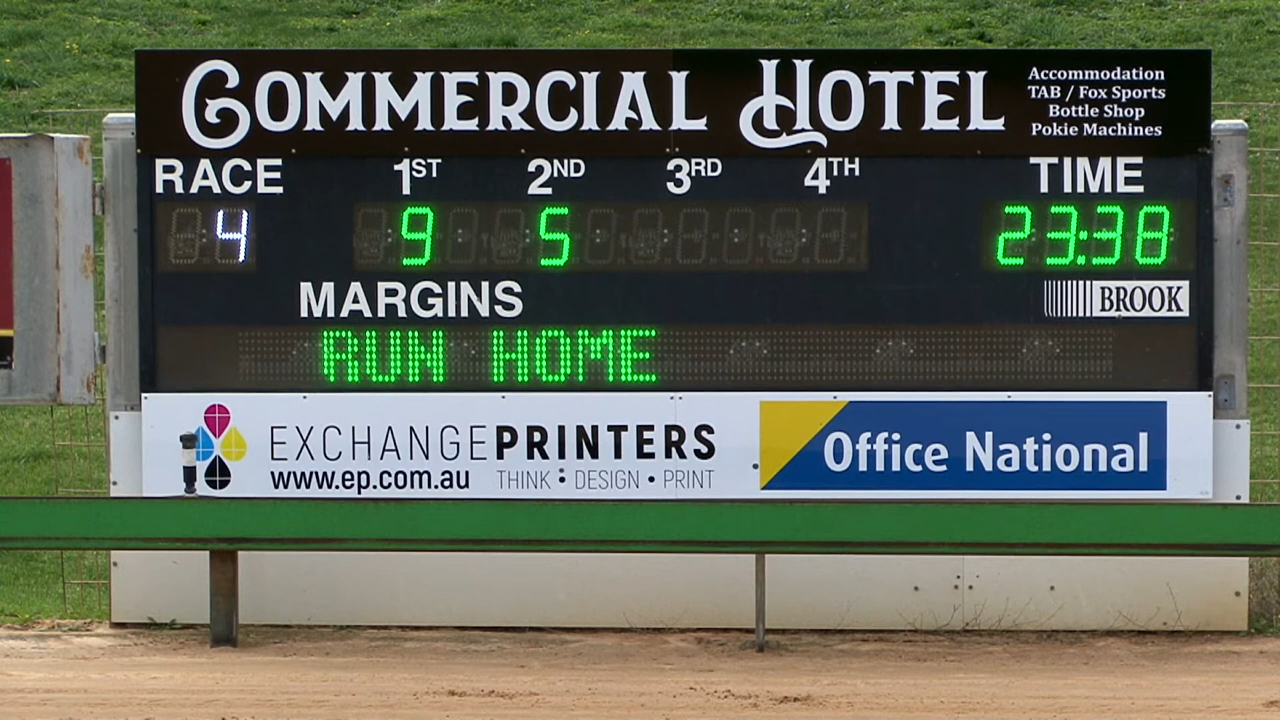 COMMERCIAL HOTEL
Accommodation
TAB / Fox Sports
Bottle Shop
Pokie Machines
RACE 1ST 2ND 3RD 4TH TIME
4 9 5 23:38
MARGINS
BROOK
RUN HOME
EXCHANGEPRINTERS
www.ep.com.au THINK : DESIGN • PRINT
Office National